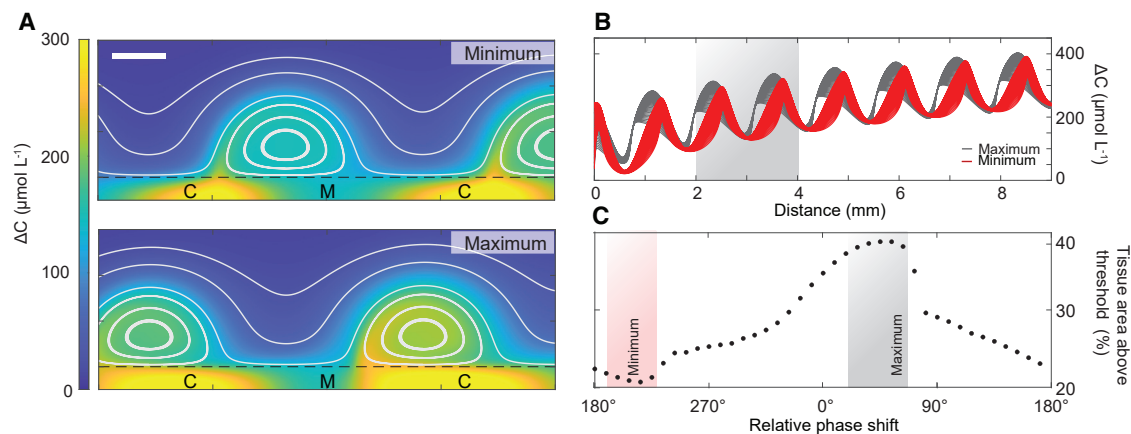 A
300
200
100
0
ΔC (µmol L⁻¹)
Minimum
C
M
C
Maximum
C
M
C
B
400
200
0
ΔC (µmol L⁻¹)
Maximum
Minimum
0
2
4
6
8
Distance (mm)
C
40
30
20
Tissue area above
threshold (%)
Minimum
Maximum
180°
270°
0°
90°
180°
Relative phase shift